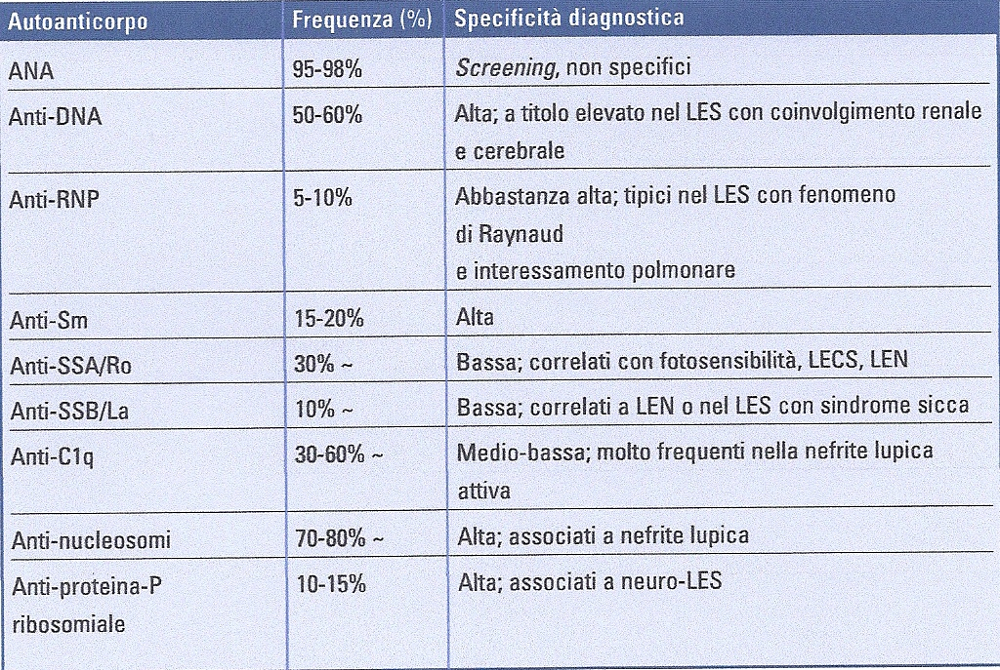 Autoanticorpo Frequenza (%) Specificità diagnostica
ANA 95-98% Screening, non specifici
Anti-DNA 50-60% Alta; a titolo elevato nel LES con coinvolgimento renale
e cerebrale
Anti-RNP 5-10% Abbastanza alta; tipici nel LES con fenomeno
di Raynaud
e interessamento polmonare
Anti-Sm 15-20% Alta
Anti-SSA/Ro 30% ~ Bassa; correlati con fotosensibilità, LECS, LEN
Anti-SSB/La 10% ~ Bassa; correlati a LEN o nel LES con sindrome sicca
Anti-C1q 30-60% ~ Medio-bassa; molto frequenti nella nefrite lupica
attiva
Anti-nucleosomi 70-80% ~ Alta; associati a nefrite lupica
Anti-proteina-P 10-15% Alta; associati a neuro-LES
ribosomiale